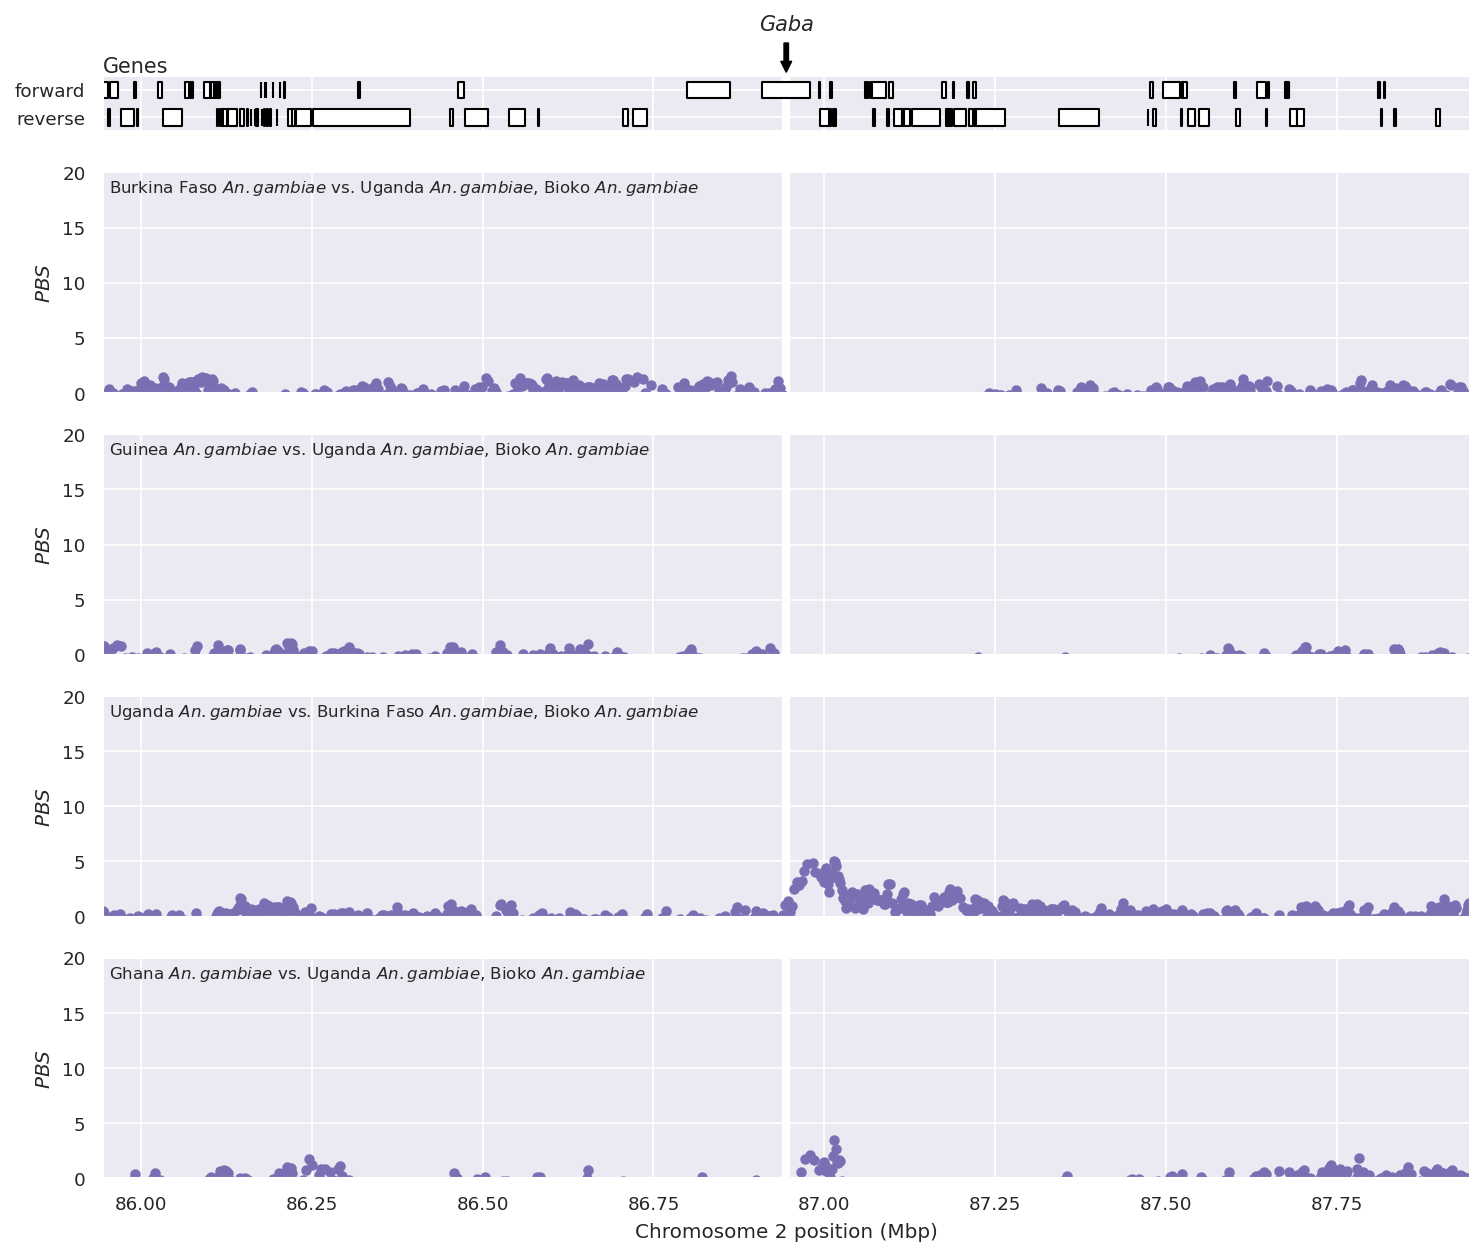 Gaba
Genes
forward
reverse
20
Burkina Faso An. gambiae vs. Uganda An. gambiae, Bioko An. gambiae
15
PBS
10
5
0
20
Guinea An. gambiae vs. Uganda An. gambiae, Bioko An. gambiae
15
PBS
10
5
0
20
Uganda An. gambiae vs. Burkina Faso An. gambiae, Bioko An. gambiae
15
PBS
10
5
0
20
Ghana An. gambiae vs. Uganda An. gambiae, Bioko An. gambiae
15
PBS
10
5
0
86.00 86.25 86.50 86.75 87.00 87.25 87.50 87.75
Chromosome 2 position (Mbp)